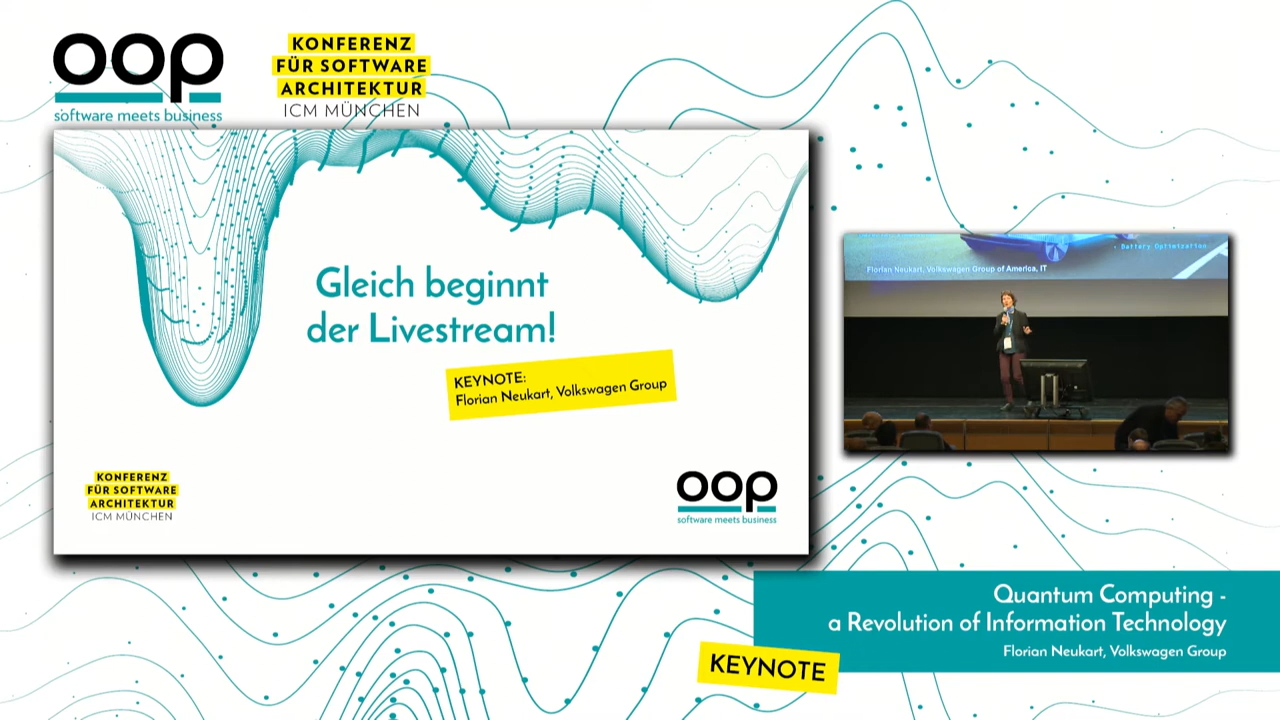 oop
software meets business
KONFERENZ
FÜR SOFTWARE
ARCHITEKTUR
ICM MÜNCHEN
Gleich beginnt
der Livestream!
KEYNOTE:
Florian Neukart, Volkswagen Group
KONFERENZ
FÜR SOFTWARE
ARCHITEKTUR
ICM MÜNCHEN
oop
software meets business
- Battery Optimization
Florian Neukart, Volkswagen Group of America, IT
Quantum Computing -
a Revolution of Information Technology
Florian Neukart, Volkswagen Group
KEYNOTE